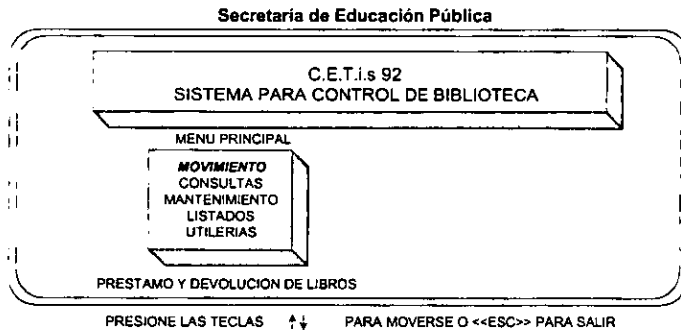 Secretaría de Educación Pública
C.E.T.i.s 92
SISTEMA PARA CONTROL DE BIBLIOTECA
MENU PRINCIPAL
MOVIMIENTO
CONSULTAS
MANTENIMIENTO
LISTADOS
UTILERIAS
PRESTAMO Y DEVOLUCION DE LIBROS
PRESIONE LAS TECLAS ↑↓ PARA MOVERSE O <<ESC>> PARA SALIR